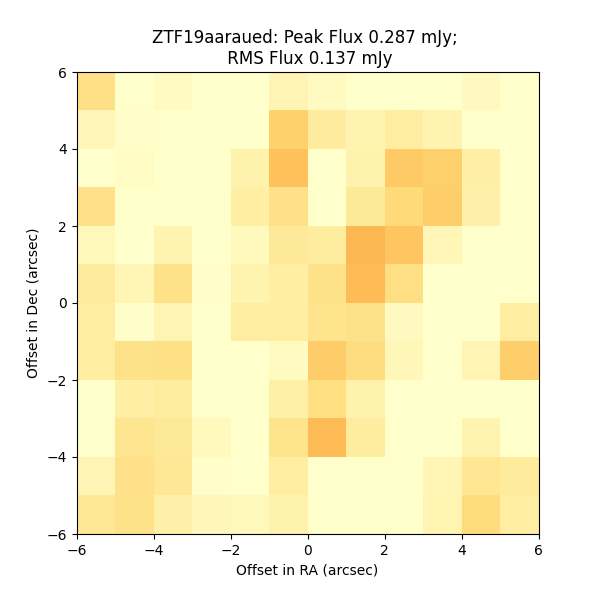 ZTF19aaraued: Peak Flux 0.287 mJy;
RMS Flux 0.137 mJy
6
4
2
0
−2
−4
−6
Offset in Dec (arcsec)
−6 −4 −2 0 2 4 6
Offset in RA (arcsec)